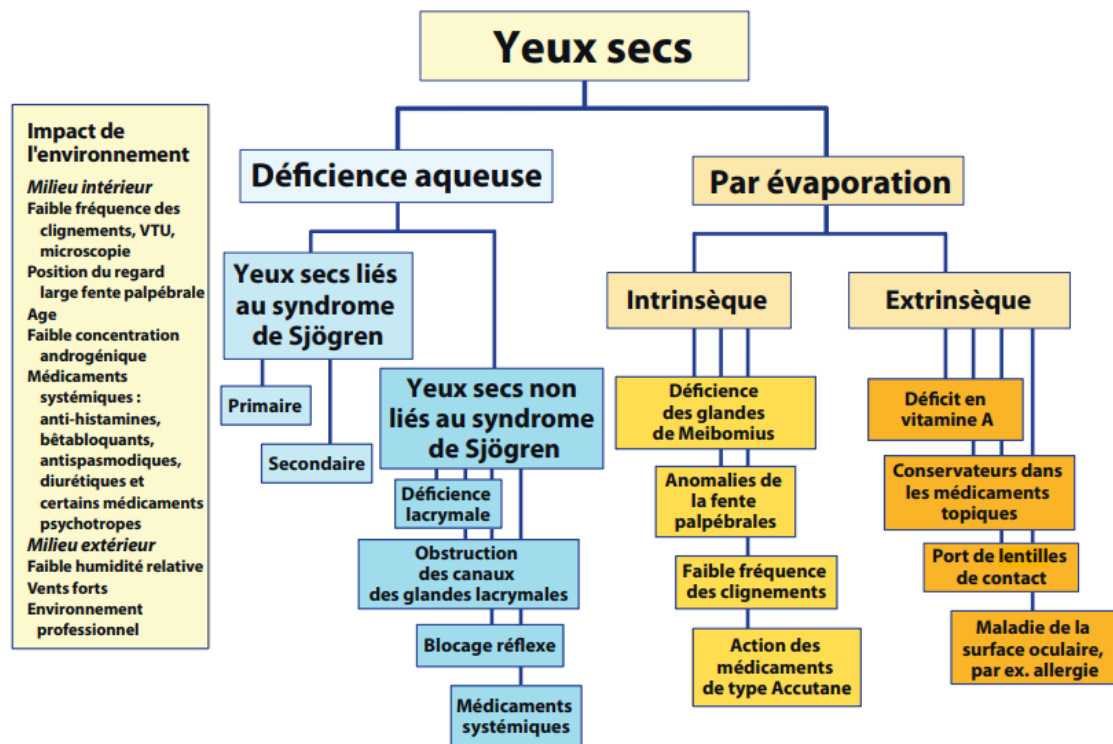 Yeux secs
Impact de
l'environnement
Milieu intérieur
Faible fréquence des
clignements, VTU,
microscopie
Position du regard
large fente palpébrale
Age
Faible concentration
androgénique
Médicaments
systémiques :
anti-histamines,
bêtabloquants,
antispasmodiques,
diurétiques et
certains médicaments
psychotropes
Milieu extérieur
Faible humidité relative
Vents forts
Environnement
professionnel
Déficience aqueuse
Yeux secs liés
au syndrome
de Sjögren
Primaire
Secondaire
Yeux secs non
liés au syndrome
de Sjögren
Déficience
lacrymale
Obstruction
des canaux
des glandes lacrymales
Blocage réflexe
Médicaments
systémiques
Par évaporation
Intrinsèque
Déficience
des glandes
de Meibomius
Anomalies de
la fente
palpébrales
Faible fréquence
des clignements
Action des
médicaments
de type Accutane
Extrinsèque
Déficit en
vitamine A
Conservateurs dans
les médicaments
topiques
Port de lentilles
de contact
Maladie de la
surface oculaire,
par ex. allergie